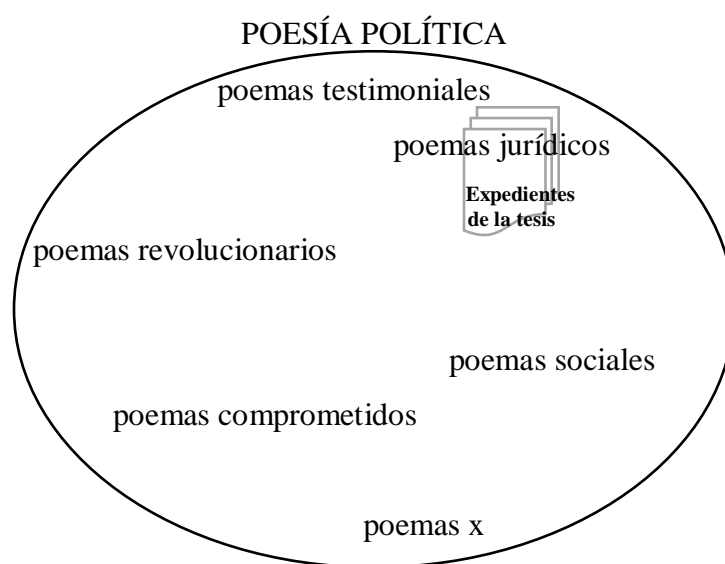 POESÍA POLÍTICA
poemas testimoniales
poemas jurídicos
Expedientes
de la tesis
poemas revolucionarios
poemas sociales
poemas comprometidos
poemas x